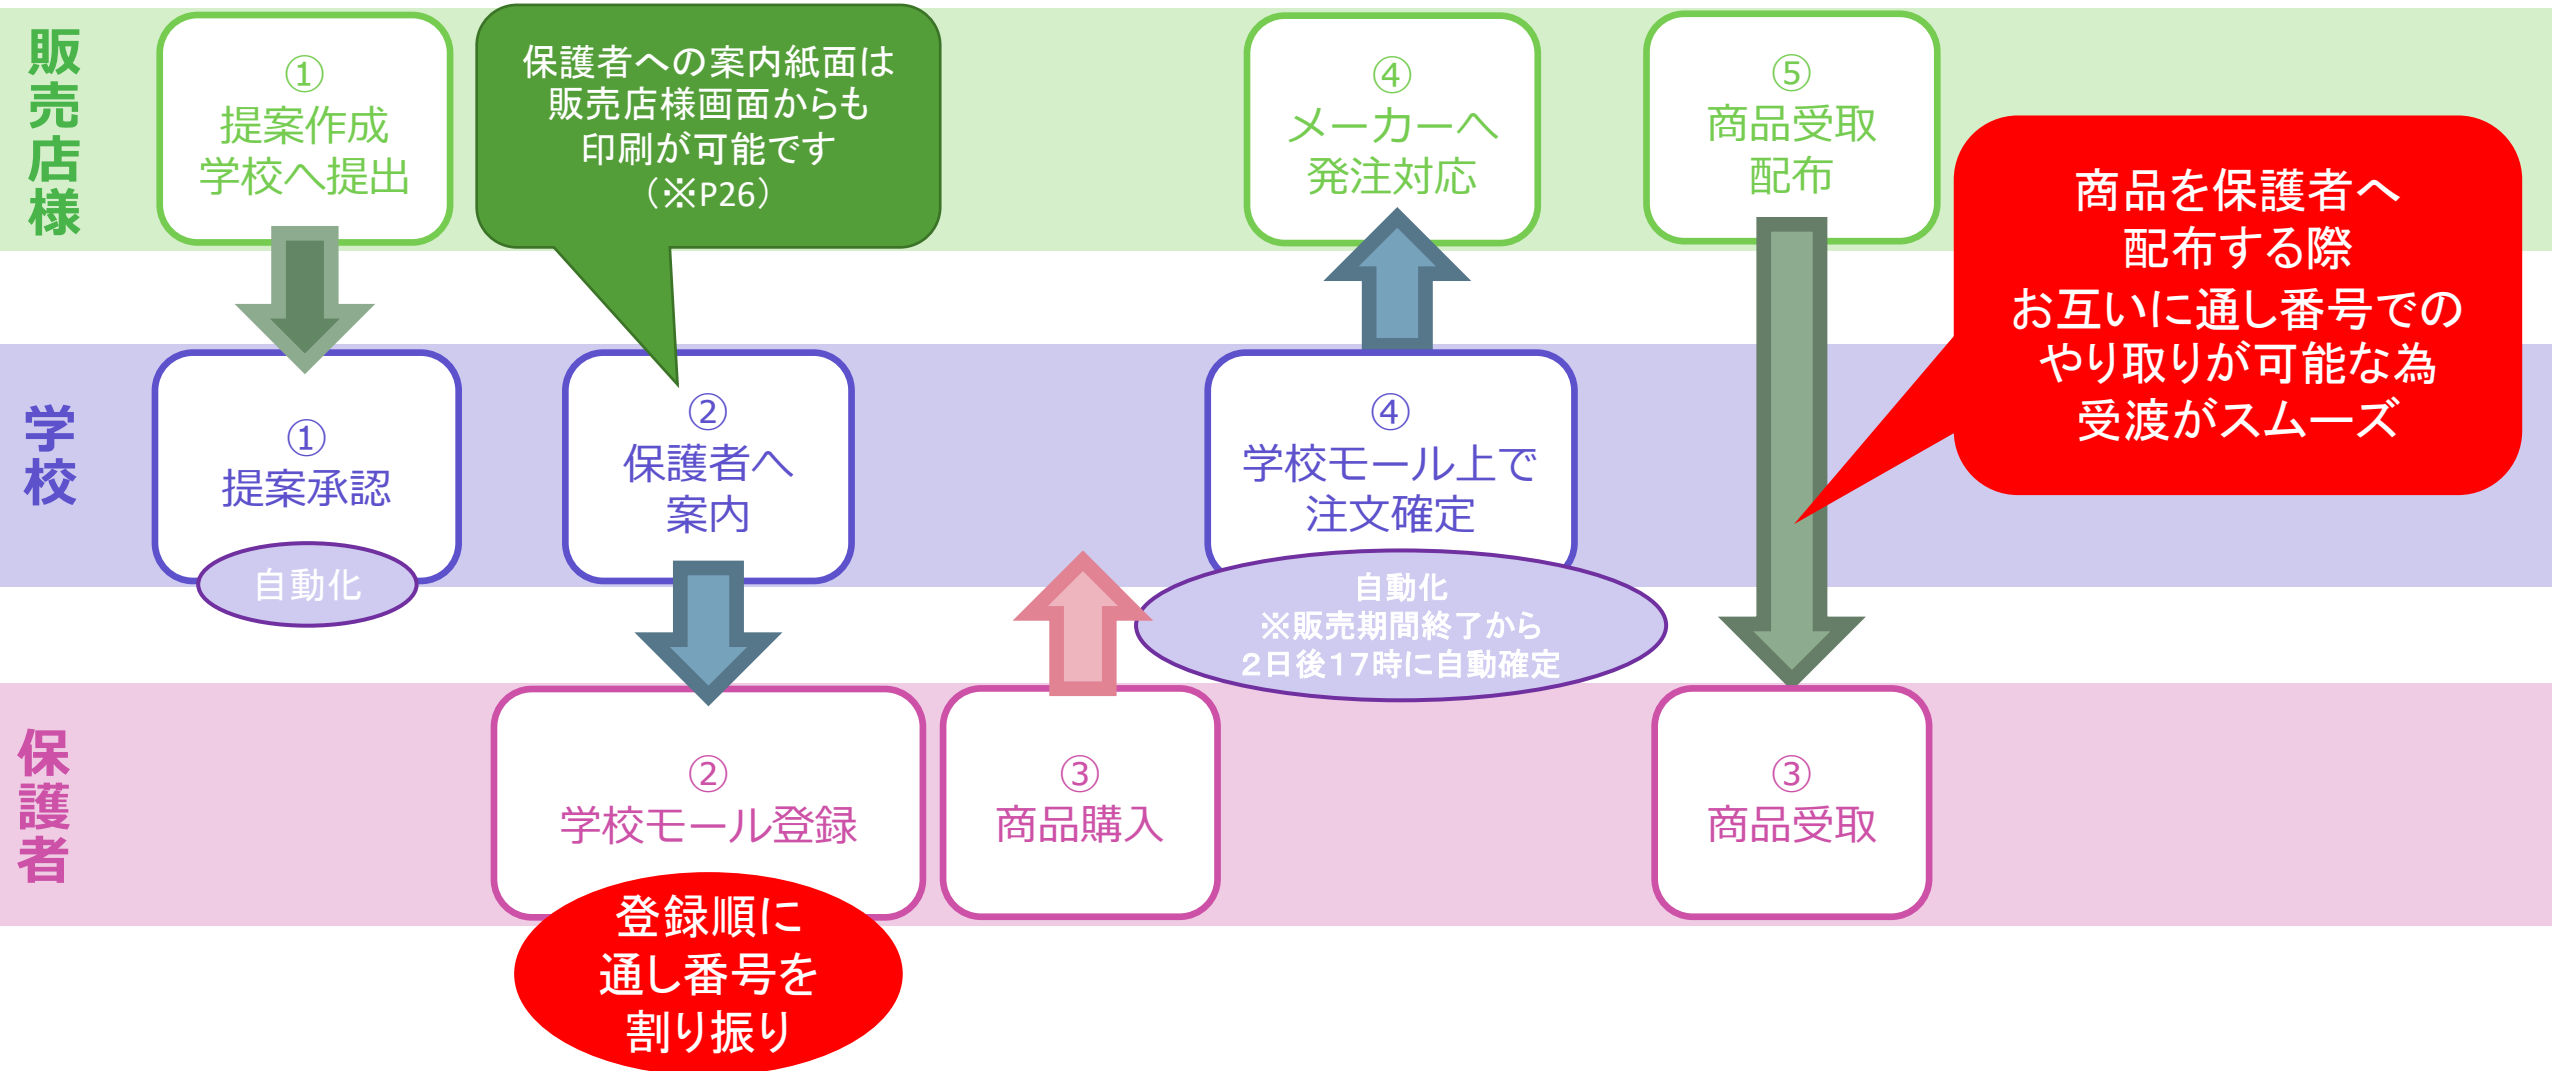 販売店様
①
提案作成
学校へ提出
保護者への案内紙面は
販売店様画面からも
印刷が可能です
（※P26）
④
メーカーへ
発注対応
⑤
商品受取
配布
商品を保護者へ
配布する際
お互いに通し番号での
やり取りが可能な為
受渡がスムーズ
学校
①
提案承認
自動化
②
保護者へ
案内
④
学校モール上で
注文確定
自動化
※販売期間終了から
２日後１７時に自動確定
保護者
②
学校モール登録
登録順に
通し番号を
割り振り
③
商品購入
③
商品受取